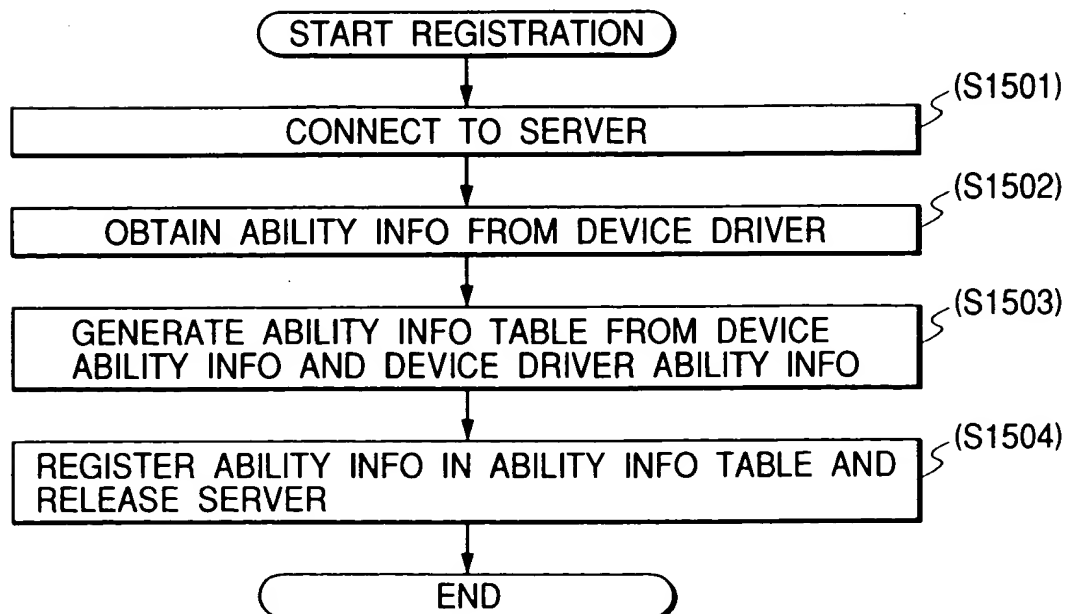 START REGISTRATION
(S1501)
CONNECT TO SERVER
(S1502)
OBTAIN ABILITY INFO FROM DEVICE DRIVER
(S1503)
GENERATE ABILITY INFO TABLE FROM DEVICE
ABILITY INFO AND DEVICE DRIVER ABILITY INFO
(S1504)
REGISTER ABILITY INFO IN ABILITY INFO TABLE AND
RELEASE SERVER
END